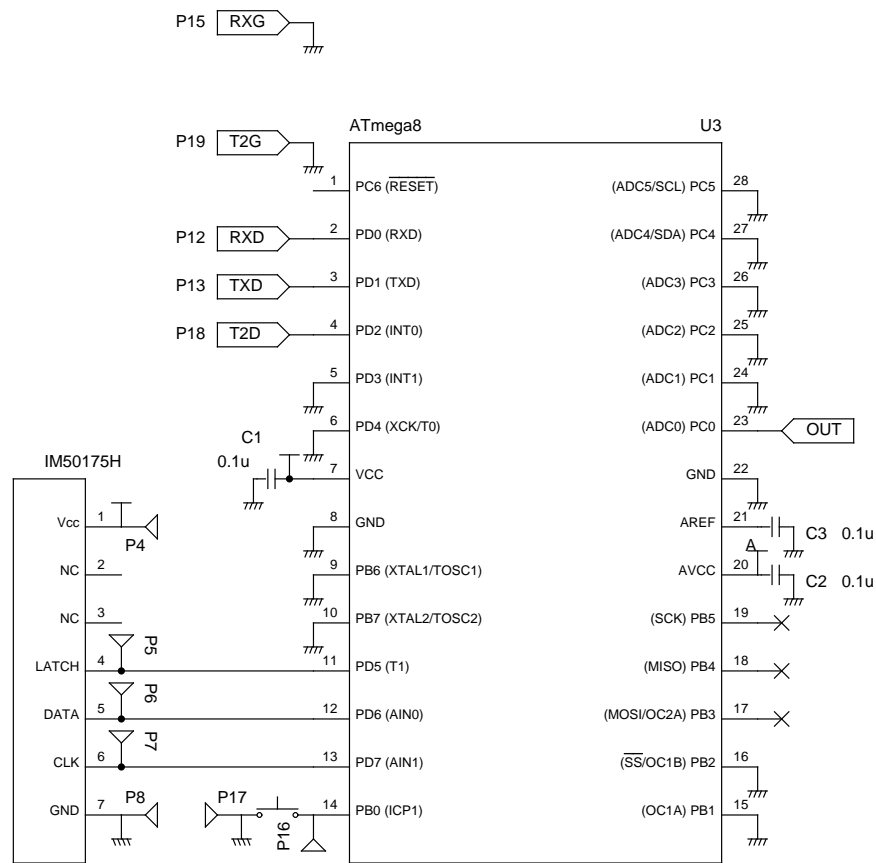 P15 RXG
ATmega8 U3
P19 T2G
1 PC6 (RESET) (ADC5/SCL) PC5 28
P12 RXD 2 PD0 (RXD) (ADC4/SDA) PC4 27
P13 TXD 3 PD1 (TXD) (ADC3) PC3 26
P18 T2D 4 PD2 (INT0) (ADC2) PC2 25
5 PD3 (INT1) (ADC1) PC1 24
6 PD4 (XCK/T0) (ADC0) PC0 23 OUT
C1
0.1u 7 VCC GND 22
IM50175H
Vcc 1 P4 8 GND AREF 21 C3 0.1u
A
NC 2 9 PB6 (XTAL1/TOSC1) AVCC 20 C2 0.1u
NC 3 10 PB7 (XTAL2/TOSC2) (SCK) PB5 19
P5
LATCH 4 11 PD5 (T1) (MISO) PB4 18
P6
DATA 5 12 PD6 (AIN0) (MOSI/OC2A) PB3 17
P7
CLK 6 13 PD7 (AIN1) (SS/OC1B) PB2 16
GND 7 P8 P17 P16 14 PB0 (ICP1) (OC1A) PB1 15